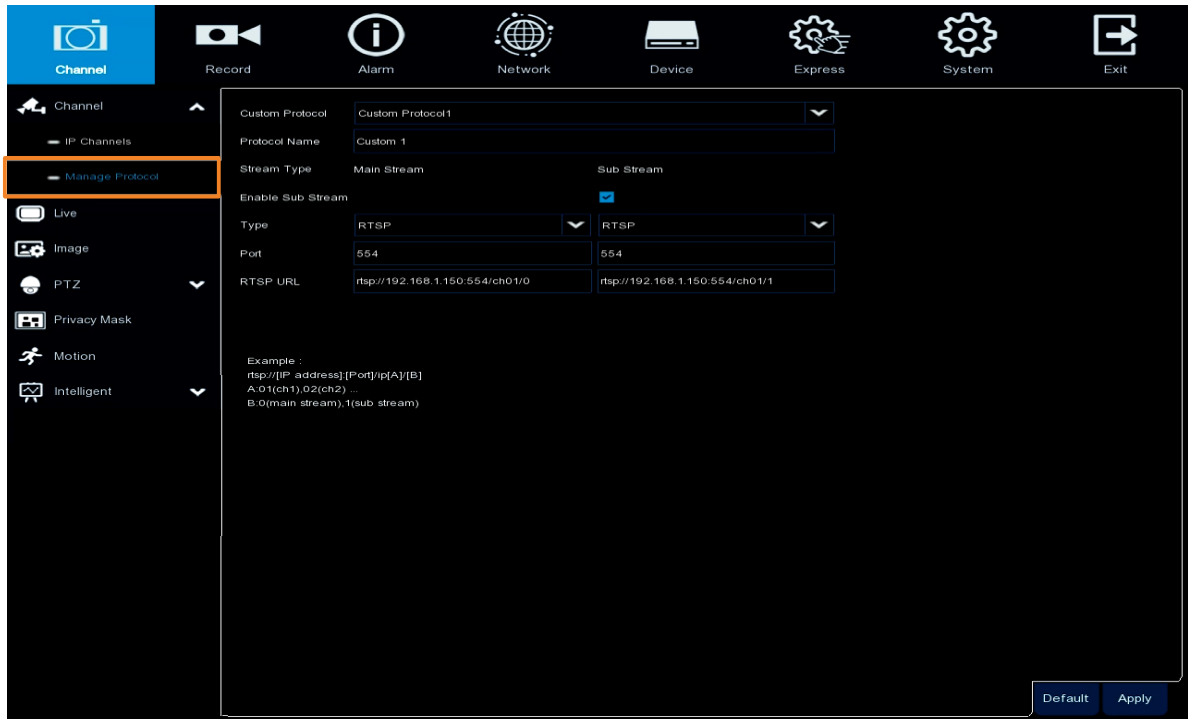 Channel Record Alarm Network Device Express System Exit
Channel
IP Channels
Manage Protocol
Live
Image
PTZ
Privacy Mask
Motion
Intelligent
Custom Protocol Custom Protocol1
Protocol Name Custom 1
Stream Type Main Stream Sub Stream
Enable Sub Stream
Type RTSP RTSP
Port 554 554
RTSP URL rtsp://192.168.1.150:554/ch01/0 rtsp://192.168.1.150:554/ch01/1
Example :
rtsp://[IP address]:[Port]/ip[A]/[B]
A:01(ch1),02(ch2) ...
B:0(main stream),1(sub stream)
Default Apply